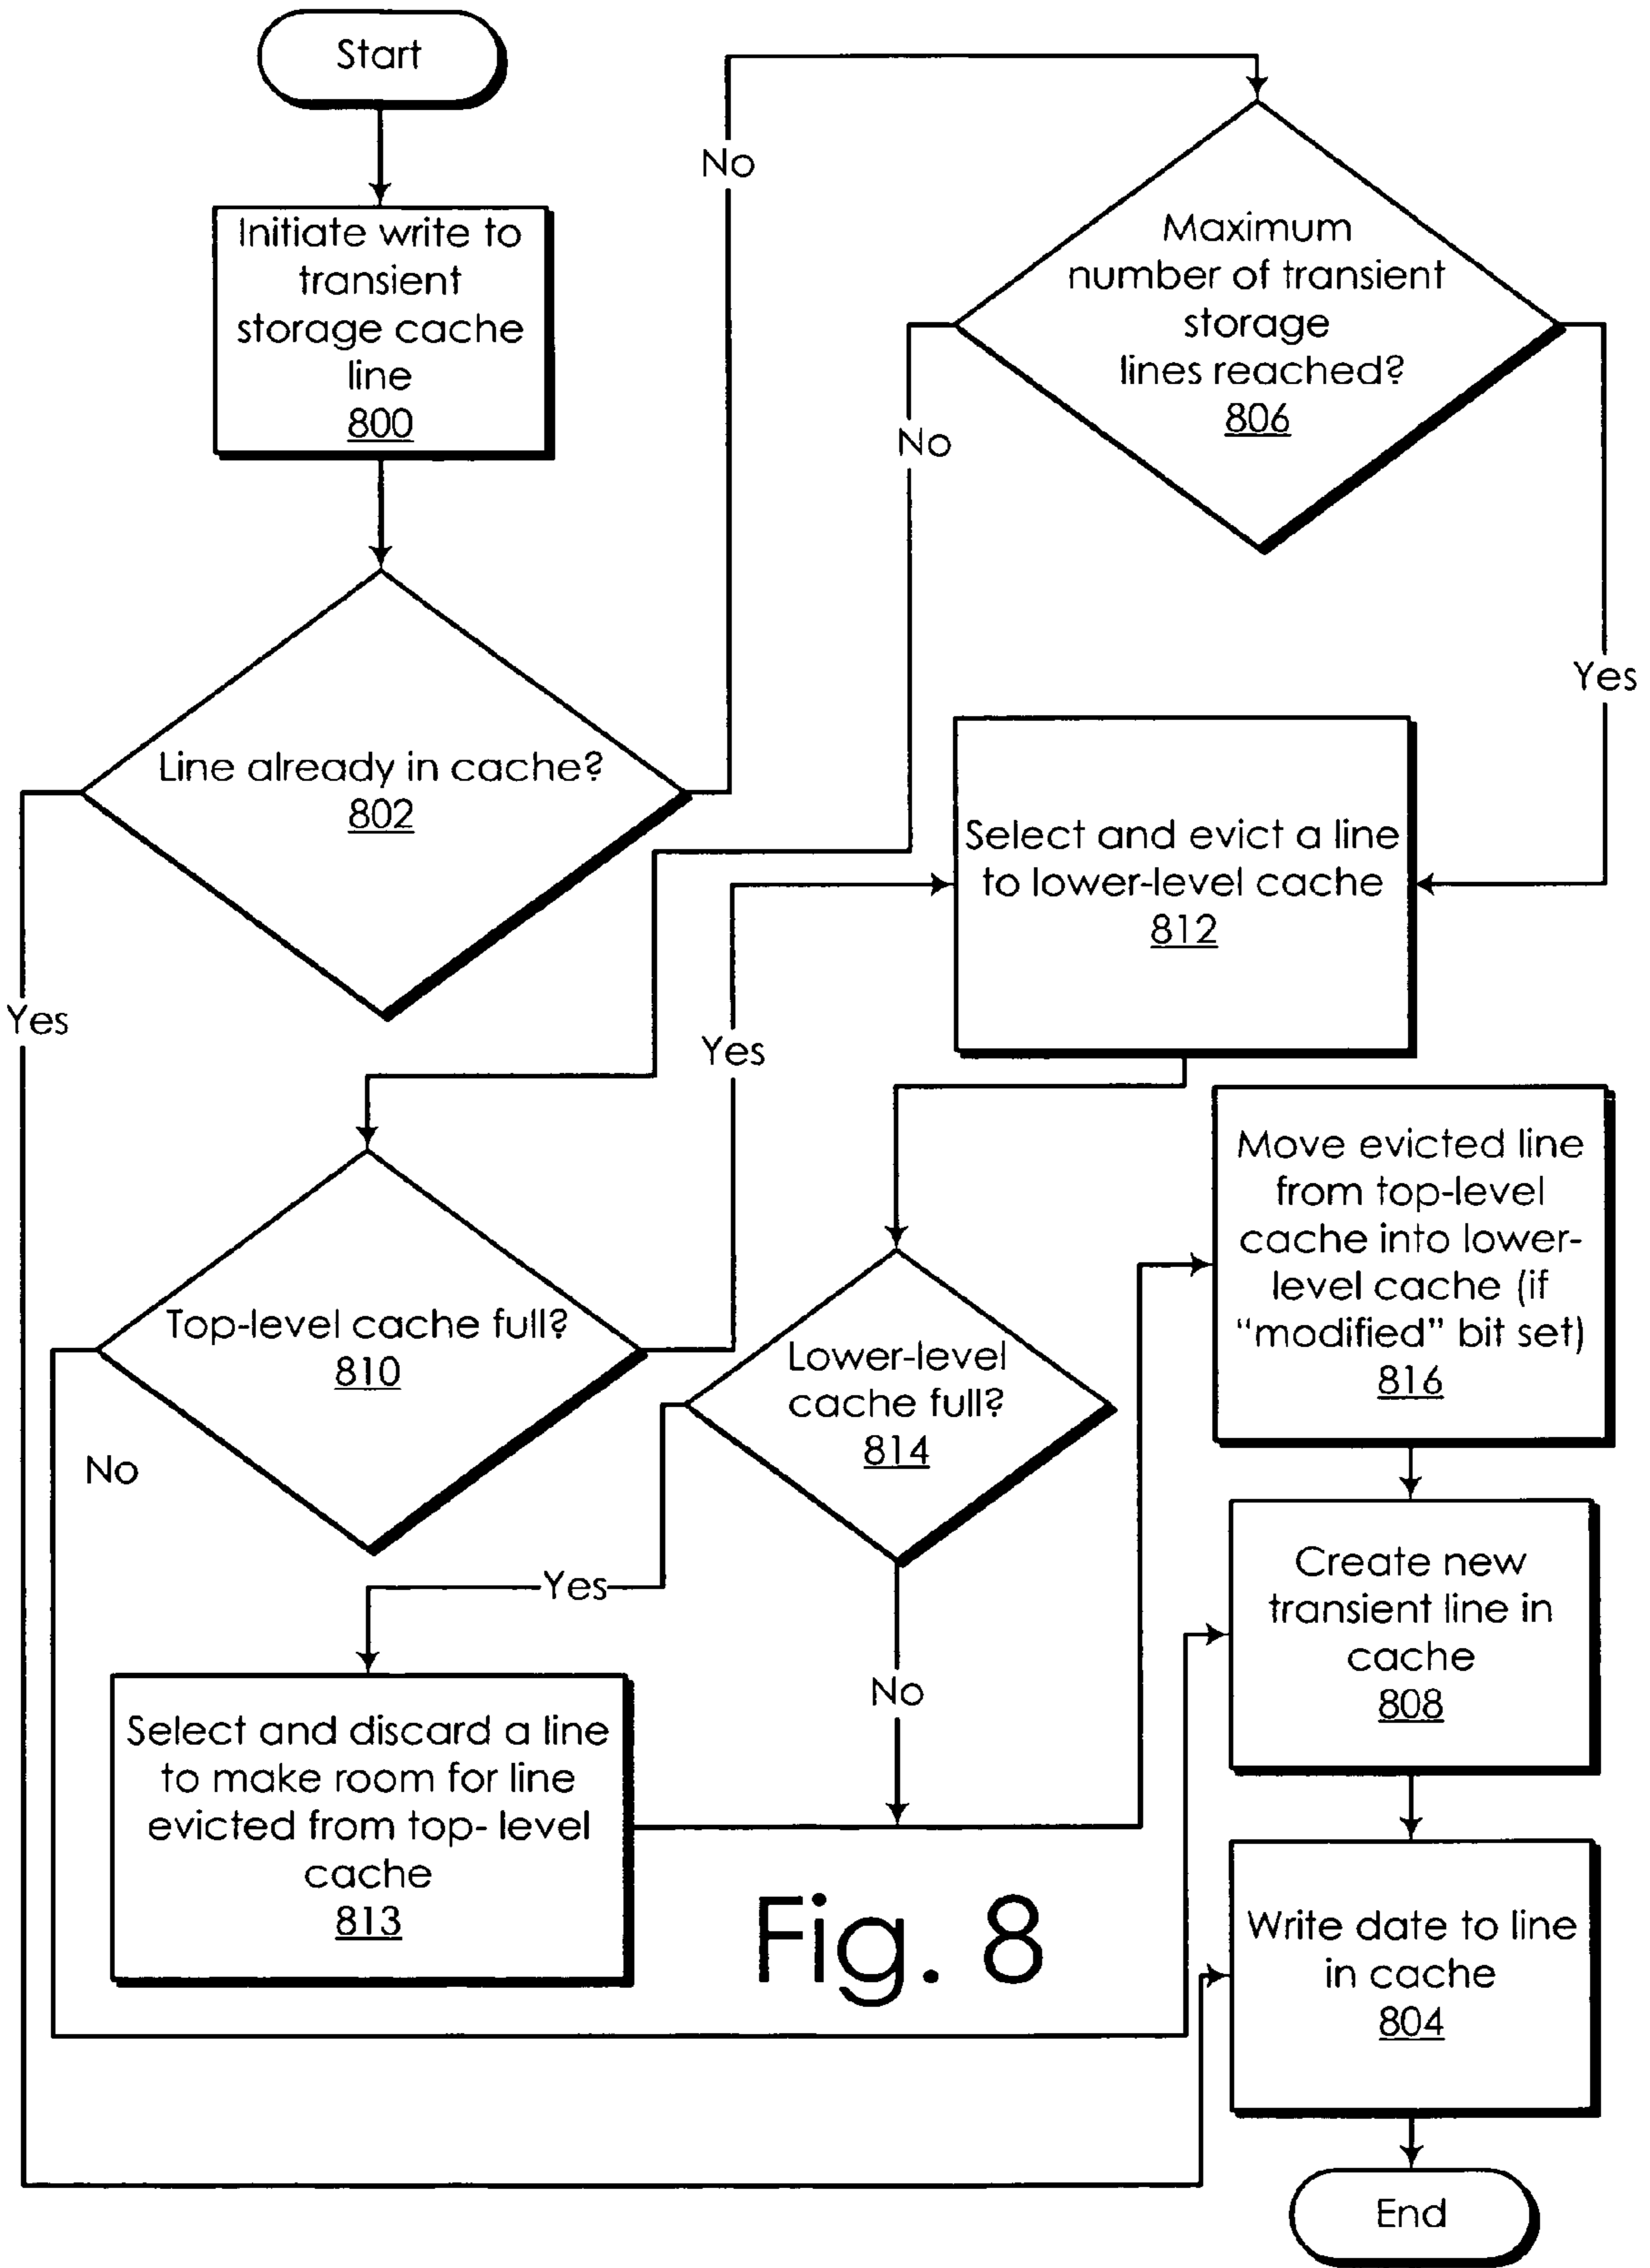 Start
Initiate write to
transient
storage cache
line
800
No
Maximum
number of transient
storage
lines reached?
806
No
Yes
Line already in cache?
802
Yes
Select and evict a line
to lower-level cache
812
Yes
Move evicted line
from top-level
cache into lower-
level cache (if
“modified” bit set)
816
Top-level cache full?
810
Lower-level
cache full?
814
No
Yes
No
Create new
transient line in
cache
808
Select and discard a line
to make room for line
evicted from top- level
cache
813
Fig. 8
Write date to line
in cache
804
End